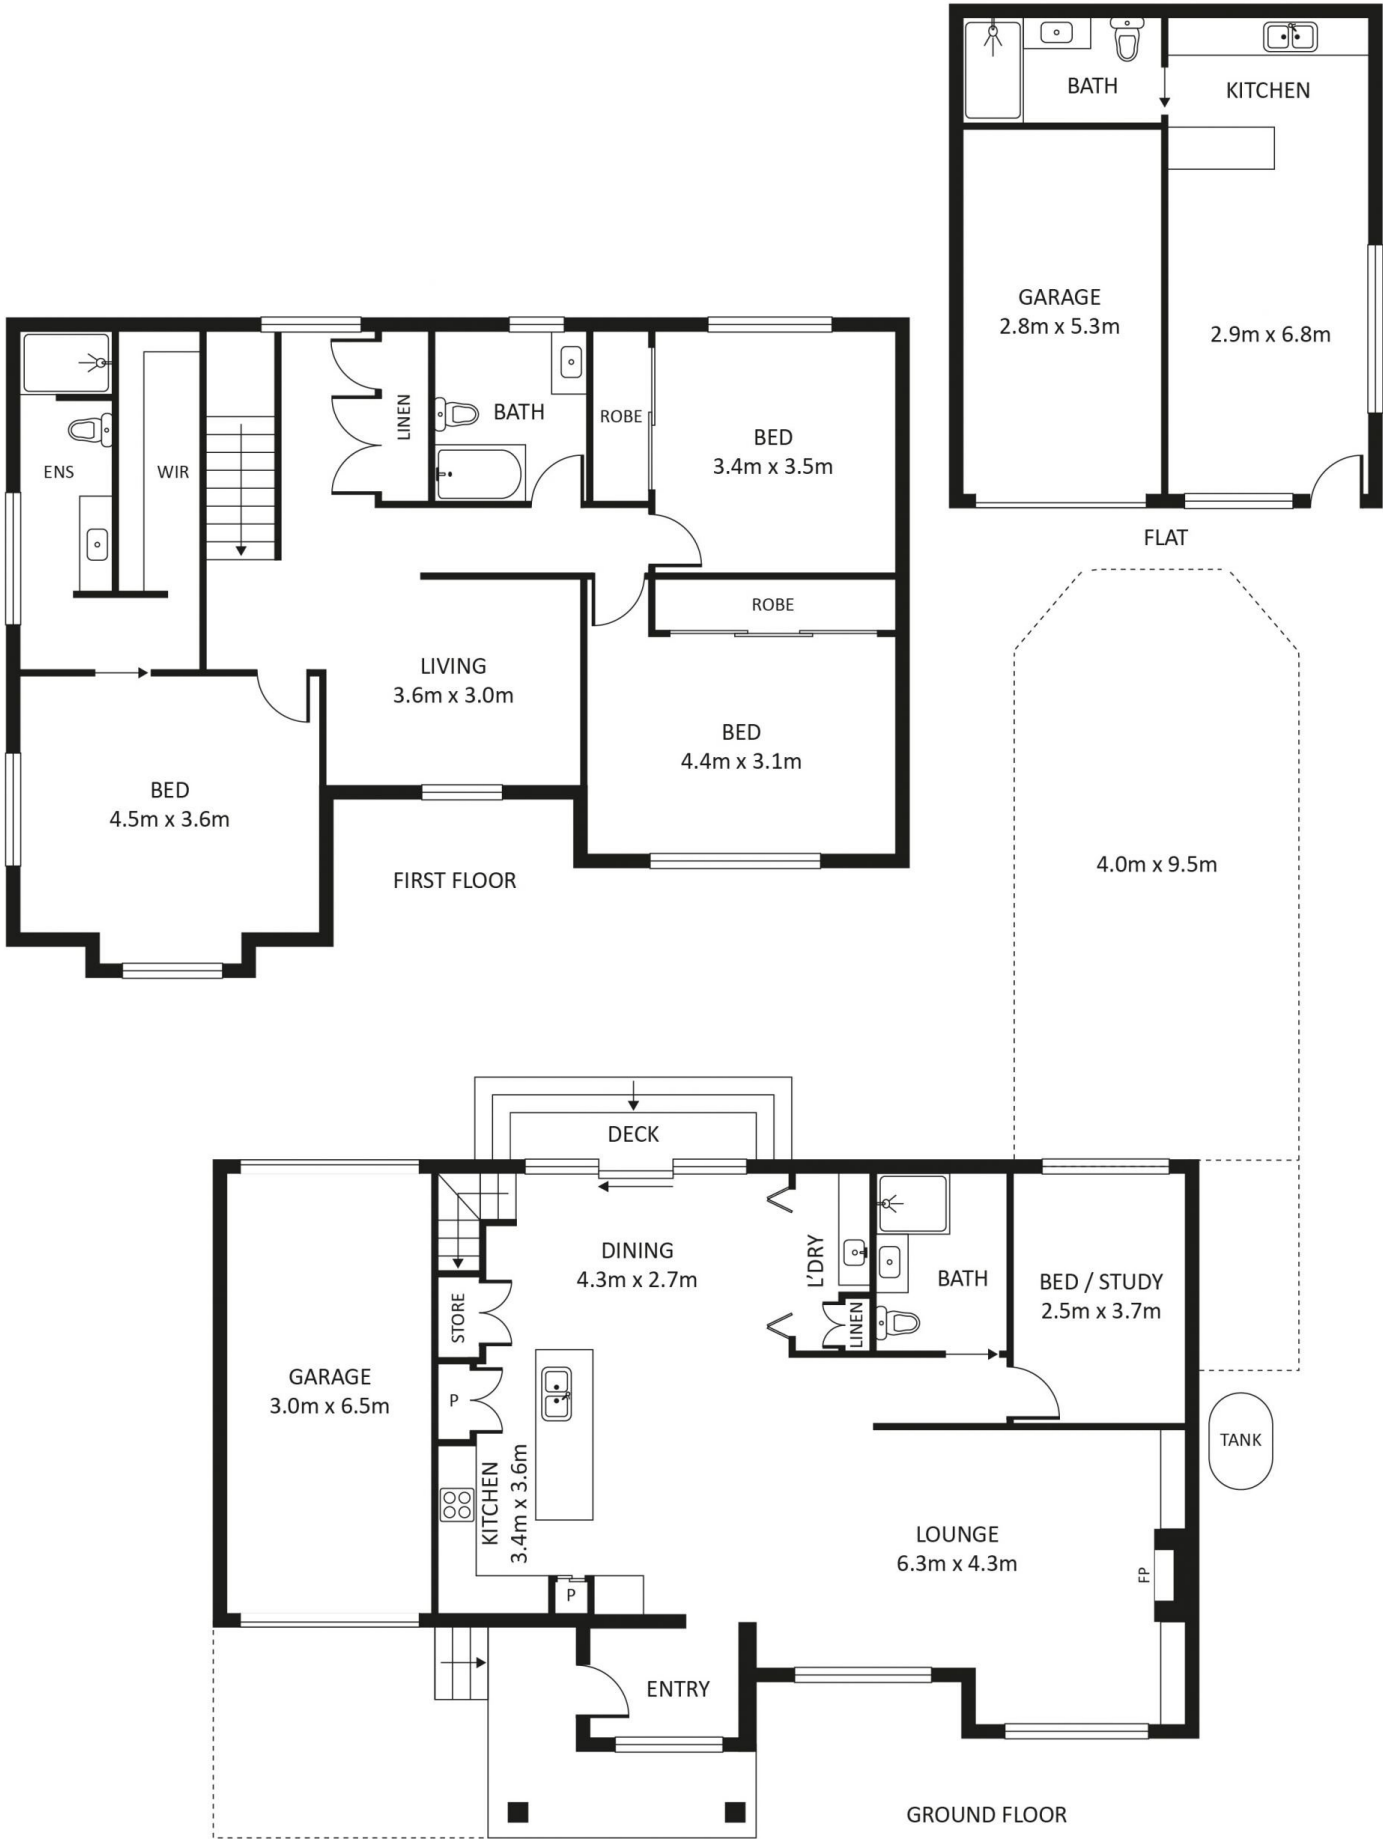 BATH
KITCHEN
GARAGE
2.8m x 5.3m
2.9m x 6.8m
FLAT
ENS
WIR
LINEN
BATH
ROBE
BED
3.4m x 3.5m
ROBE
LIVING
3.6m x 3.0m
BED
4.4m x 3.1m
BED
4.5m x 3.6m
FIRST FLOOR
4.0m x 9.5m
DECK
DINING
4.3m x 2.7m
L'DRY
LINEN
BATH
BED / STUDY
2.5m x 3.7m
STORE
GARAGE
3.0m x 6.5m
P
KITCHEN
3.4m x 3.6m
P
TANK
LOUNGE
6.3m x 4.3m
FP
ENTRY
GROUND FLOOR